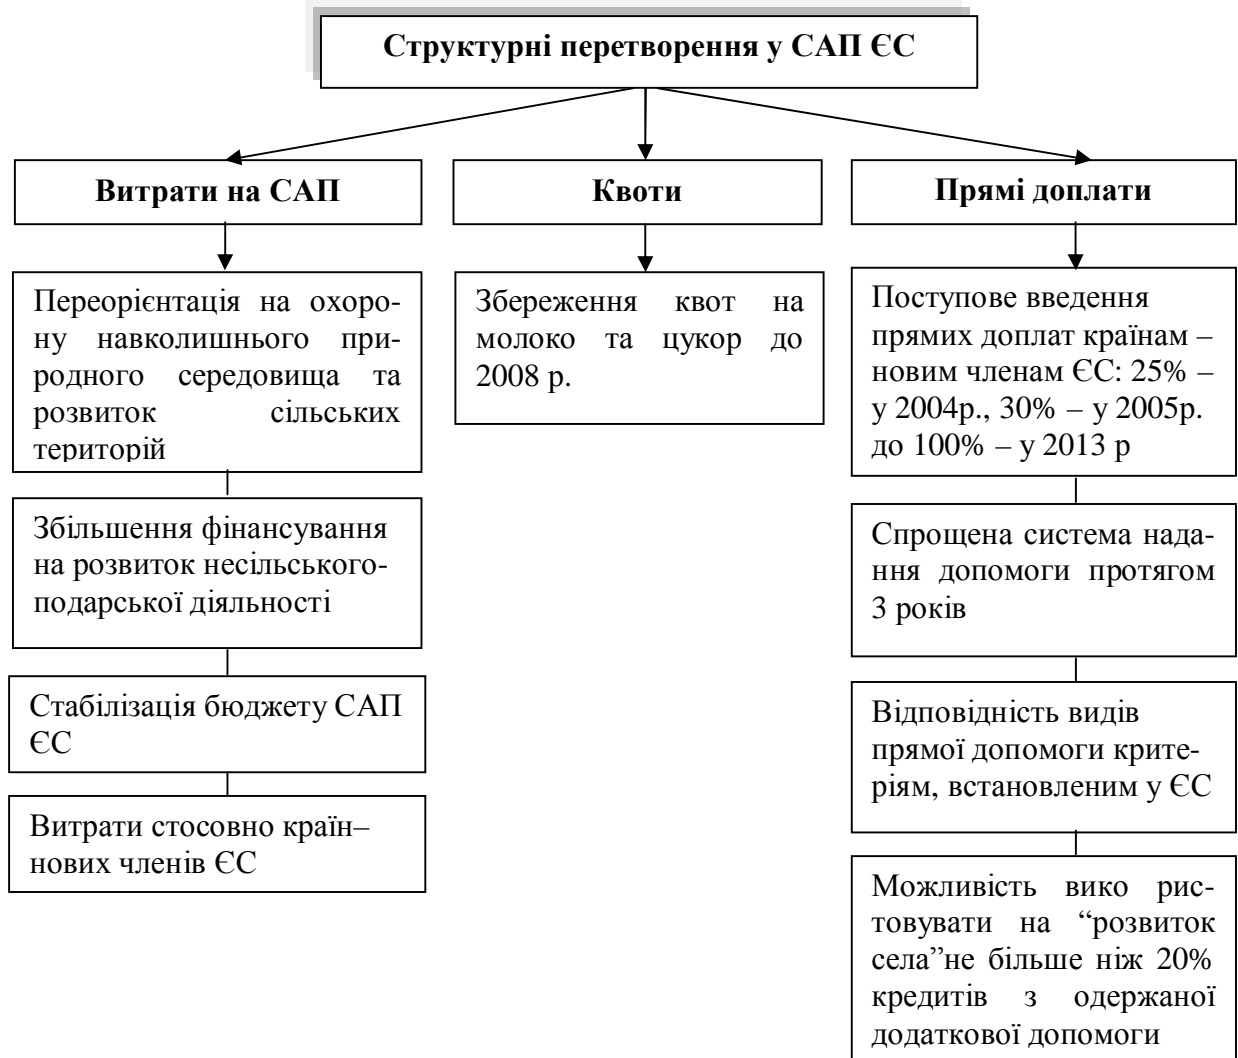 Структурні перетворення у САП ЄС
Витрати на САП
Квоти
Прямі доплати
Переорієнтація на охоро-
ну навколишнього при-
родного середовища та
розвиток сільських
територій
Збільшення фінансування
на розвиток несільського-
подарської діяльності
Стабілізація бюджету САП
ЄС
Витрати стосовно країн–
нових членів ЄС
Збереження квот на
молоко та цукор до
2008 р.
Поступове введення
прямих доплат країнам –
новим членам ЄС: 25% –
у 2004р., 30% – у 2005р.
до 100% – у 2013 р
Спрощена система нада-
ння допомоги протягом
3 років
Відповідність видів
прямої допомоги крите-
ріям, встановленим у ЄС
Можливість вико рис-
товувати на “розвиток
села”не більше ніж 20%
кредитів з одержаної
додаткової допомоги